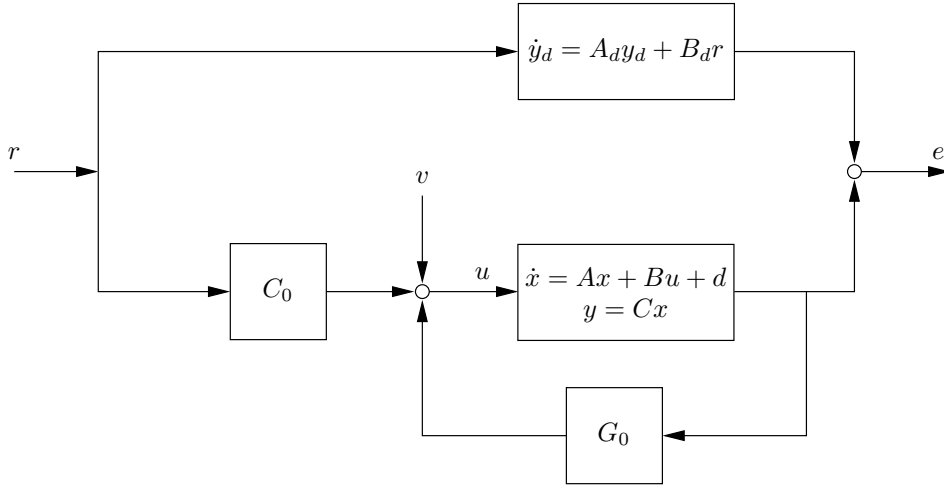 ẏ_d = A_d y_d + B_d r
r
e
v
C_0
u
ẋ = Ax + Bu + d
y = Cx
G_0